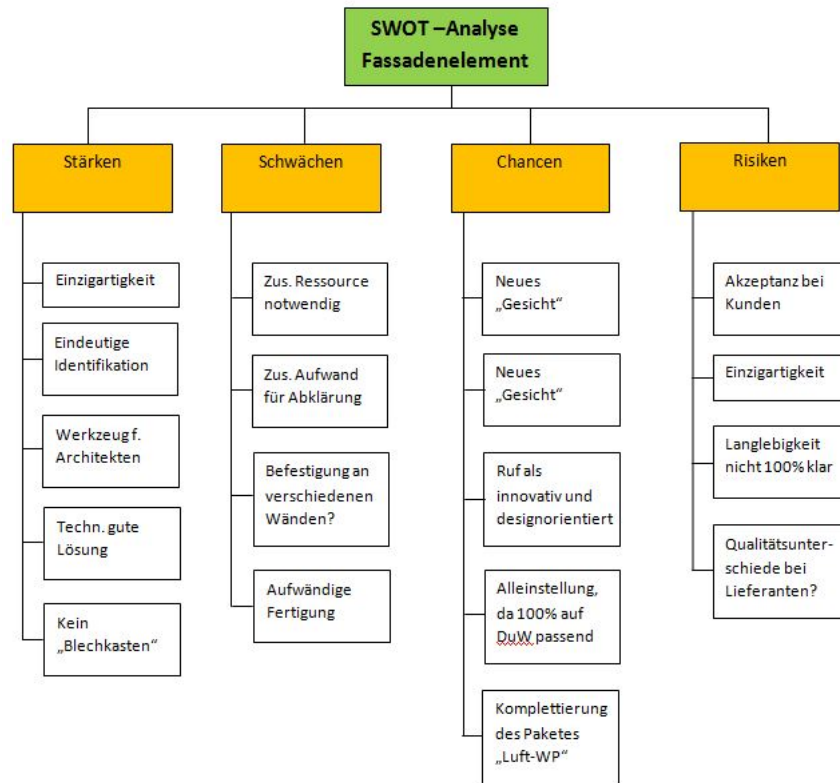 SWOT –Analyse
Fassadenelement
Stärken
Einzigartigkeit
Eindeutige
Identifikation
Werkzeug f.
Architekten
Techn. gute
Lösung
Kein
„Blechkasten“
Schwächen
Zus. Ressource
notwendig
Zus. Aufwand
für Abklärung
Befestigung an
verschiedenen
Wänden?
Aufwändige
Fertigung
Chancen
Neues
„Gesicht“
Neues
„Gesicht“
Ruf als
innovativ und
designorientiert
Alleinstellung,
da 100% auf
DuW passend
Komplettierung
des Paketes
„Luft-WP“
Risiken
Akzeptanz bei
Kunden
Einzigartigkeit
Langlebigkeit
nicht 100% klar
Qualitätsunter-
schiede bei
Lieferanten?